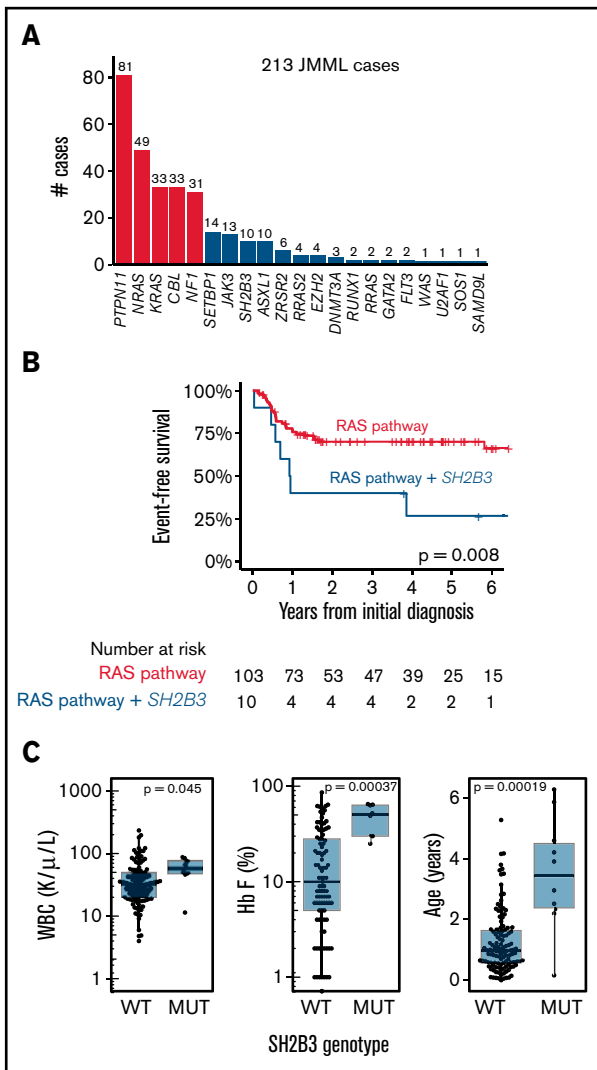 A
213 JMML cases
# cases
80
60
40
20
0
81
49
33 33
31
14
13
10 10
6
4 4
3
2 2 2 2
1 1 1 1
PTPN11
NRAS
KRAS
CBL
NF1
SETBP1
JAK3
SH2B3
ASXL1
ZRSR2
RRAS2
EZH2
DNMT3A
RUNX1
RRAS
GATA2
FLT3
WAS
U2AF1
SOS1
SAMD9L
B
Event-free survival
100%
75%
50%
25%
0%
RAS pathway
RAS pathway + SH2B3
p = 0.008
0 1 2 3 4 5 6
Years from initial diagnosis
Number at risk
RAS pathway 103 73 53 47 39 25 15
RAS pathway + SH2B3 10 4 4 4 2 2 1
C
WBC (K/μ/L)
1000
100
10
1
p = 0.045
WT MUT
Hb F (%)
100
10
1
p = 0.00037
WT MUT
Age (years)
6
4
2
0
p = 0.00019
WT MUT
SH2B3 genotype